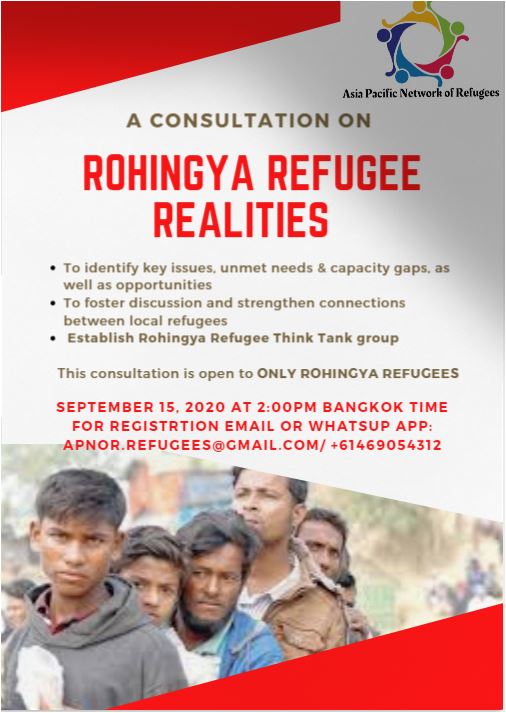 Asia Pacific Network of Refugees
A CONSULTATION ON
ROHINGYA REFUGEE
REALITIES
• To identify key issues, unmet needs & capacity gaps, as
well as opportunities
• To foster discussion and strengthen connections
between local refugees
• Establish Rohingya Refugee Think Tank group
This consultation is open to ONLY ROHINGYA REFUGEES
SEPTEMBER 15, 2020 AT 2:00PM BANGKOK TIME
FOR REGISTRTION EMAIL OR WHATSUP APP:
APNOR.REFUGEES@GMAIL.COM/ +61469054312